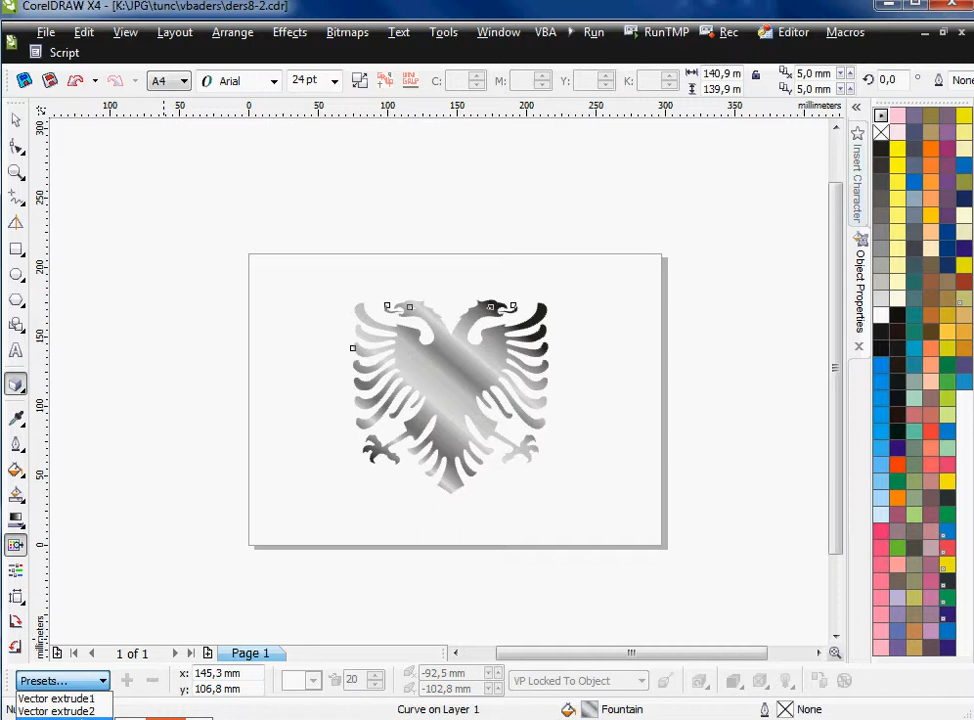 CorelDRAW X4 - [K:\JPG\tunc\vbaders\ders8-2.cdr]
File Edit View Layout Arrange Effects Bitmaps Text Tools Window VBA Run RunTMP Rec Editor Macros
Script
A4 Arial 24 pt C: M: Y: K: 140,9 m 139,9 m 5,0 mm 5,0 mm 0,0 None
100 50 0 50 100 150 200 250 300 350 millimeters
300
250
200
150
100
50
0
millimeters
Insert Character
Object Properties
1 of 1 Page 1
Presets... x: 145,3 mm y: 106,8 mm 20 -92,5 mm -102,8 mm VP Locked To Object
Vector extrude1
Vector extrude2
Curve on Layer 1 Fountain None